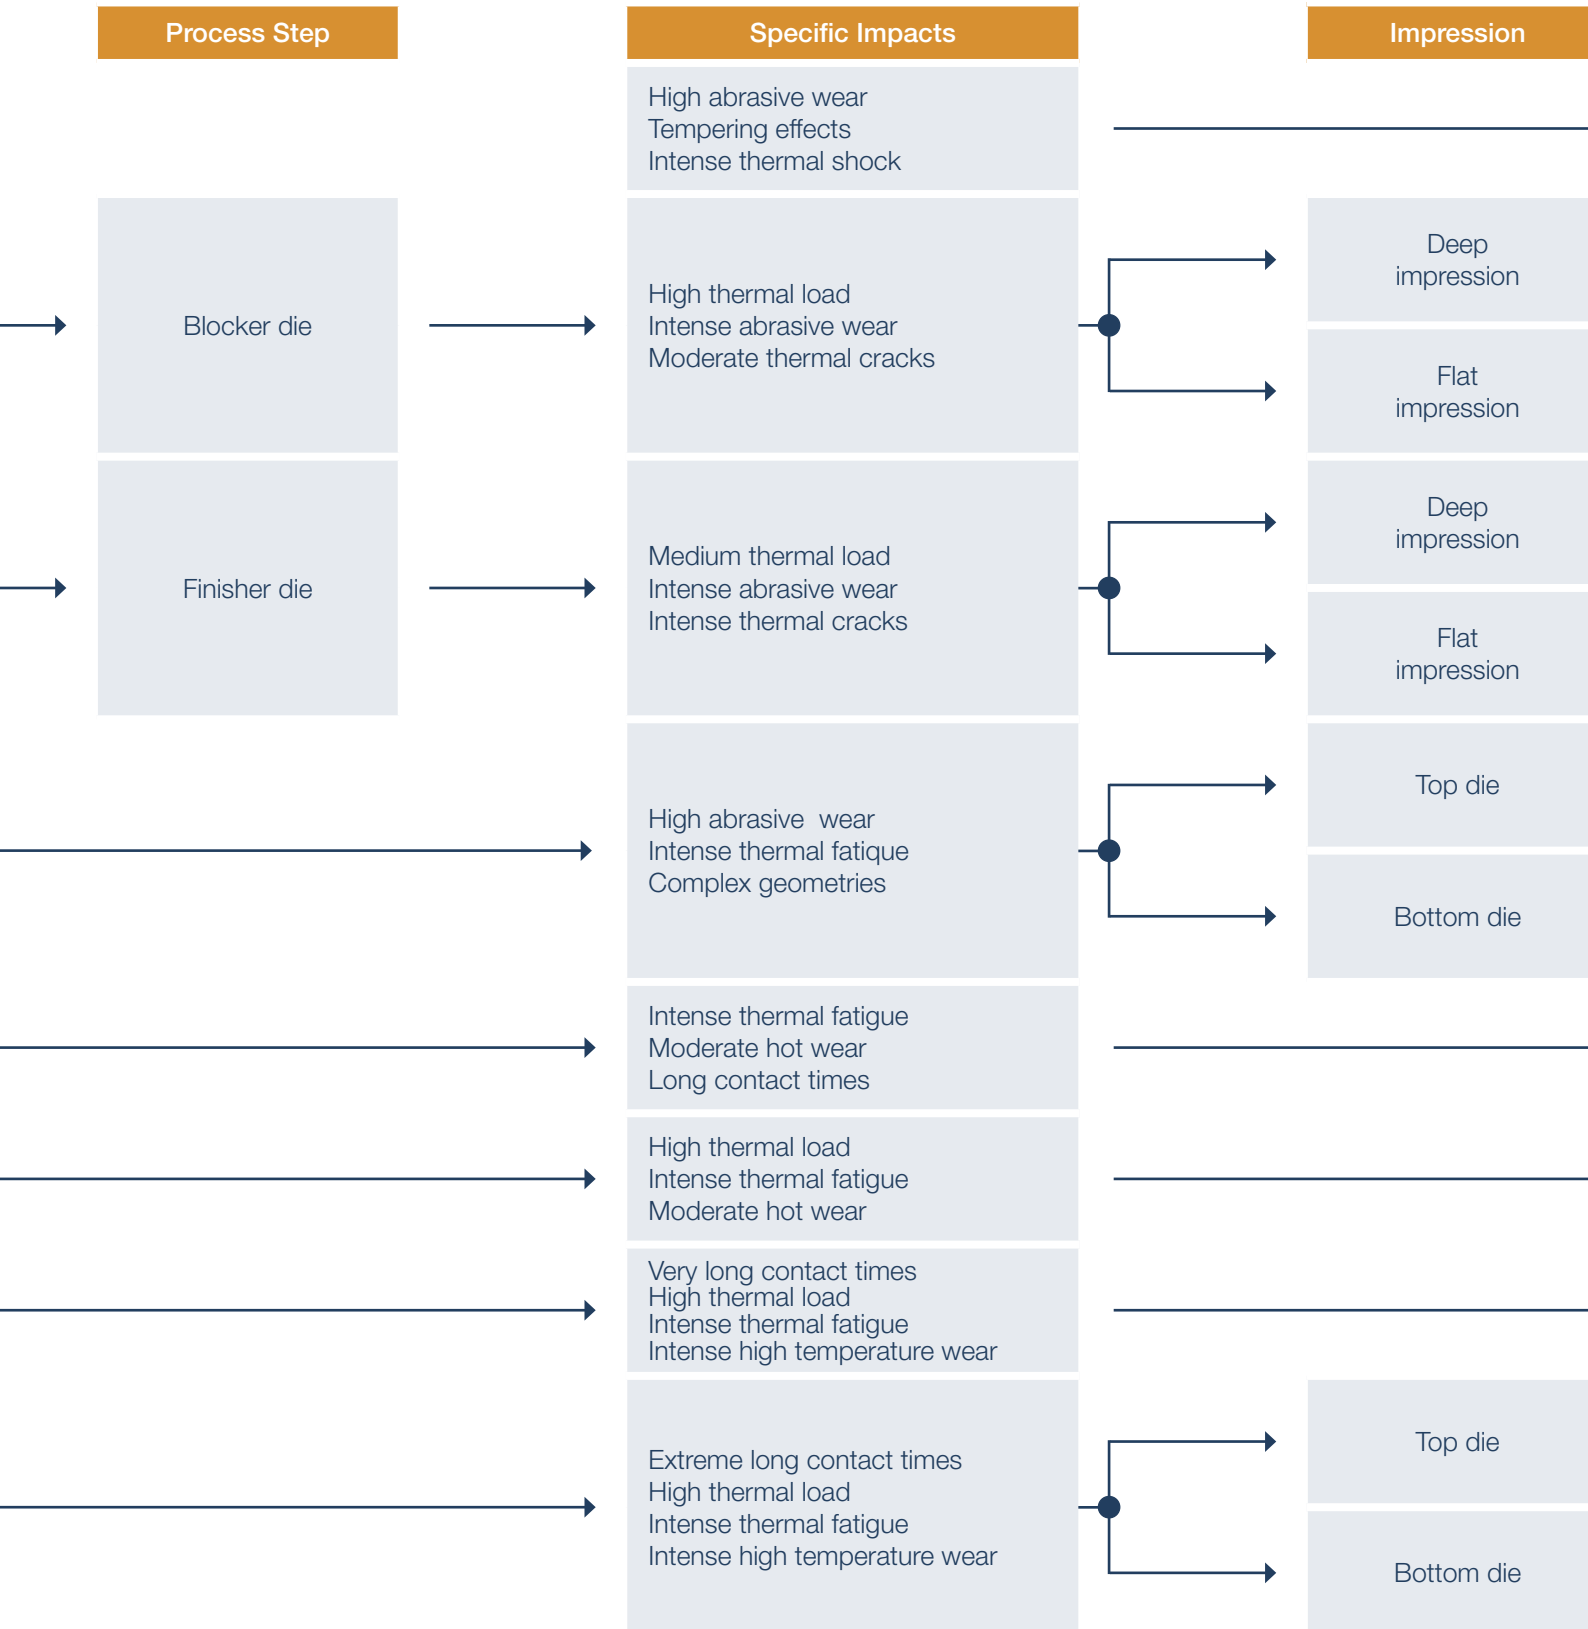 Process Step
Specific Impacts
Impression
High abrasive wear
Tempering effects
Intense thermal shock
Blocker die
High thermal load
Intense abrasive wear
Moderate thermal cracks
Deep
impression
Flat
impression
Finisher die
Medium thermal load
Intense abrasive wear
Intense thermal cracks
Deep
impression
Flat
impression
High abrasive  wear
Intense thermal fatique
Complex geometries
Top die
Bottom die
Intense thermal fatigue
Moderate hot wear
Long contact times
High thermal load
Intense thermal fatigue
Moderate hot wear
Very long contact times
High thermal load
Intense thermal fatigue
Intense high temperature wear
Extreme long contact times
High thermal load
Intense thermal fatigue
Intense high temperature wear
Top die
Bottom die